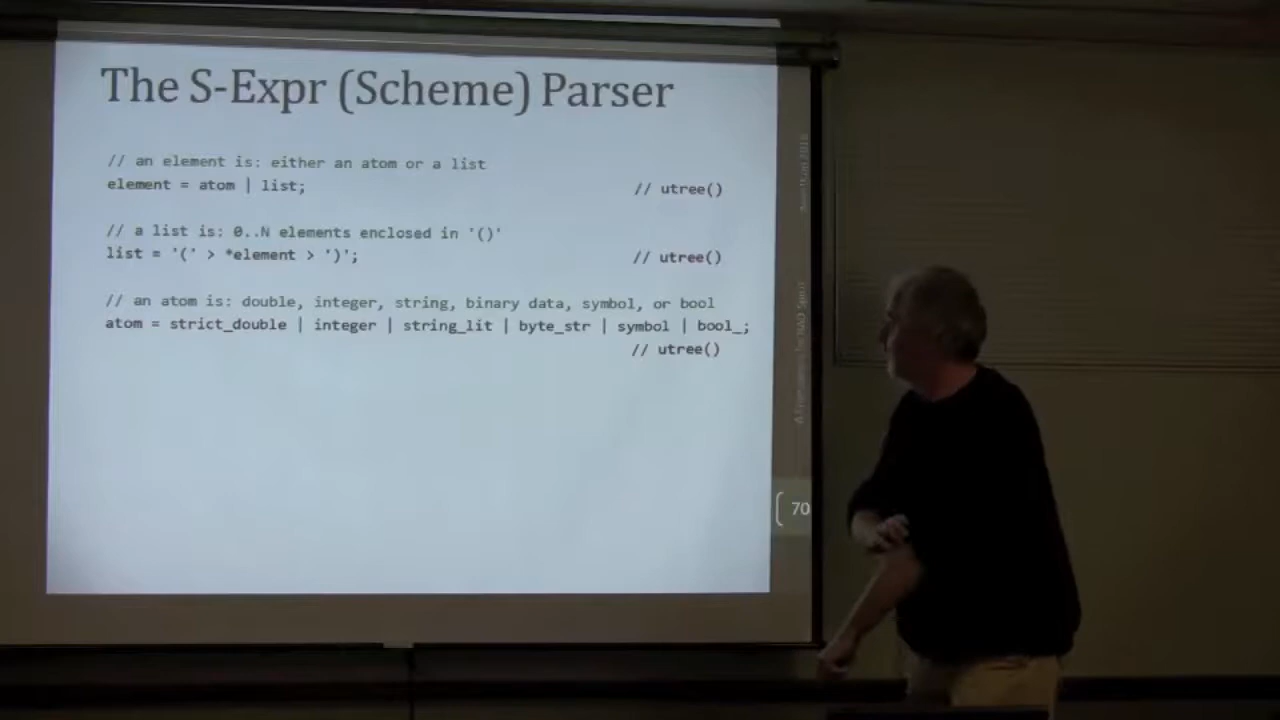 The S-Expr (Scheme) Parser
// an element is: either an atom or a list
element = atom | list; // utree()
// a list is: 0..N elements enclosed in '()'
list = '(' > *element > ')'; // utree()
// an atom is: double, integer, string, binary data, symbol, or bool
atom = strict_double | integer | string_lit | byte_str | symbol | bool_;
// utree()
70